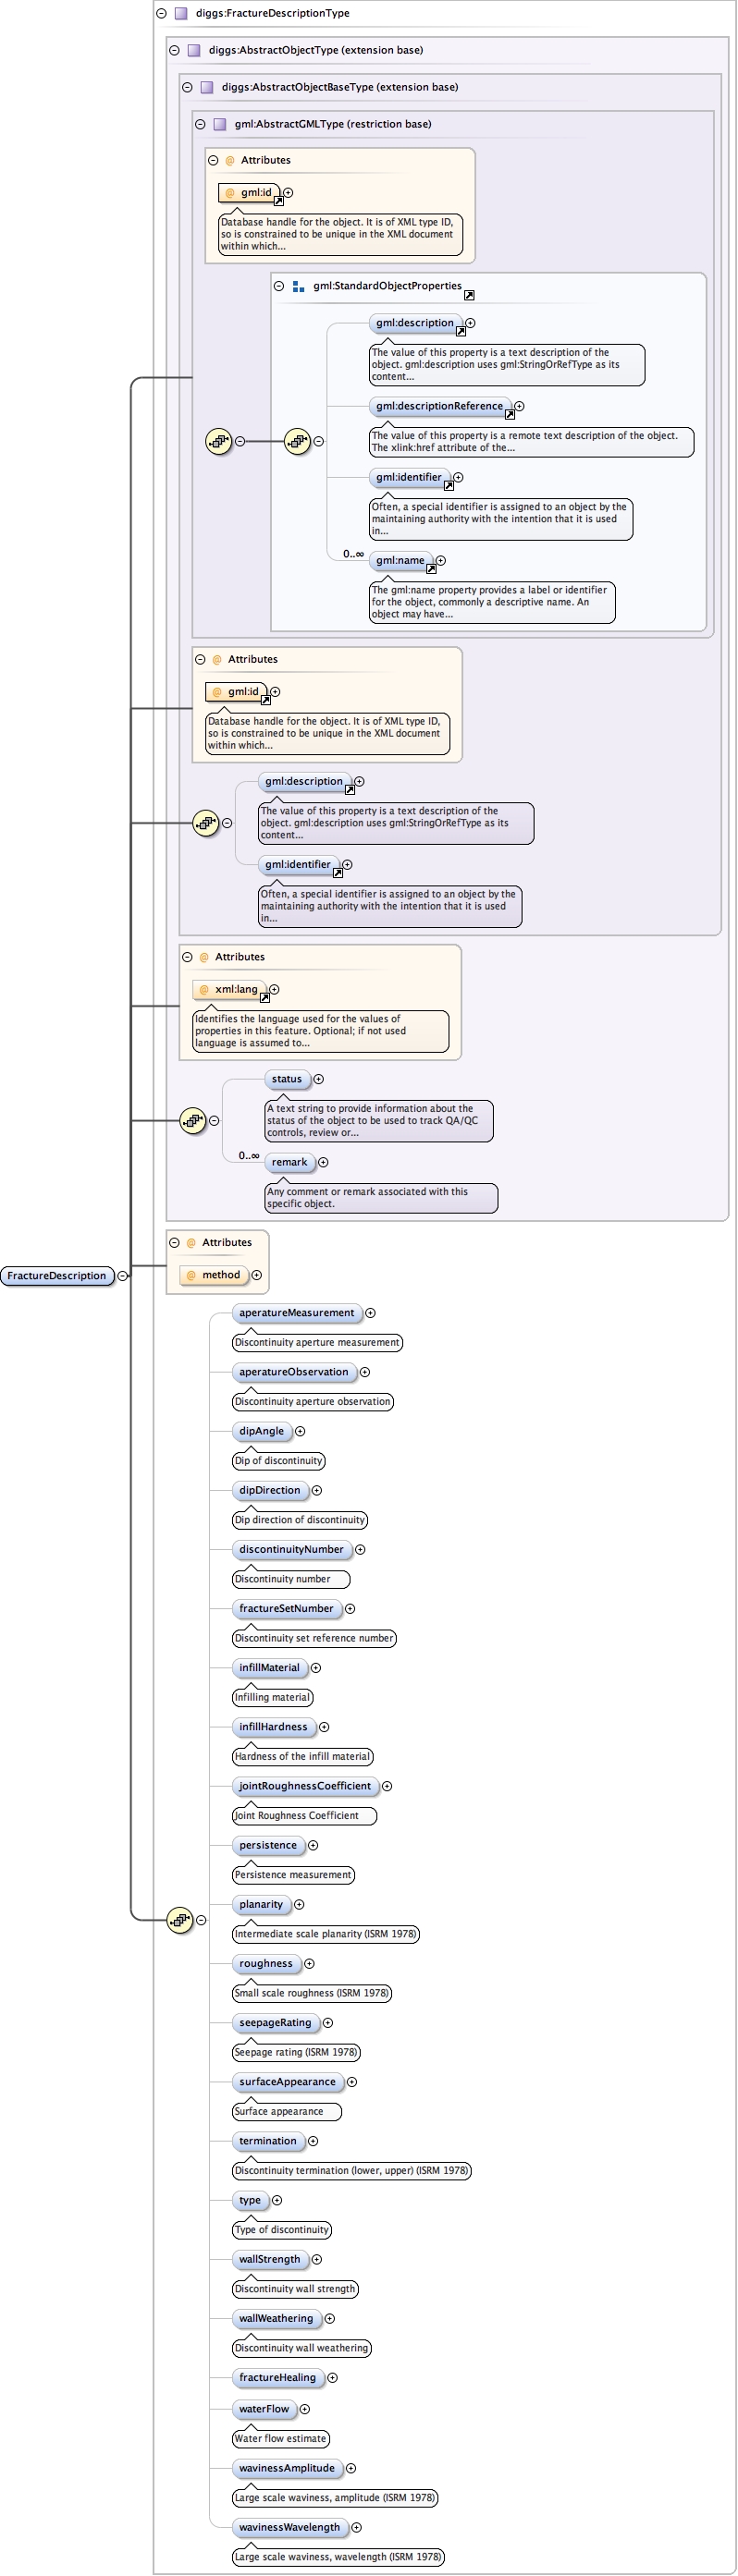 diggs:FractureDescriptionType
diggs:AbstractObjectType (extension base)
diggs:AbstractObjectBaseType (extension base)
gml:AbstractGMLType (restriction base)
@ Attributes
@ gml:id
Database handle for the object. It is of XML type ID,
so is constrained to be unique in the XML document
within which...
gml:StandardObjectProperties
gml:description
The value of this property is a text description of the
object. gml:description uses gml:StringOrRefType as its
content...
gml:descriptionReference
The value of this property is a remote text description of the object.
The xlink:href attribute of the...
gml:identifier
Often, a special identifier is assigned to an object by the
maintaining authority with the intention that it is used
in...
0..∞
gml:name
The gml:name property provides a label or identifier
for the object, commonly a descriptive name. An
object may have...
@ Attributes
@ gml:id
Database handle for the object. It is of XML type ID,
so is constrained to be unique in the XML document
within which...
gml:description
The value of this property is a text description of the
object. gml:description uses gml:StringOrRefType as its
content...
gml:identifier
Often, a special identifier is assigned to an object by the
maintaining authority with the intention that it is used
in...
@ Attributes
@ xml:lang
Identifies the language used for the values of
properties in this feature. Optional; if not used
language is assumed to...
status
A text string to provide information about the
status of the object to be used to track QA/QC
controls, review or...
0..∞
remark
Any comment or remark associated with this
specific object.
@ Attributes
@ method
FractureDescription
aperatureMeasurement
Discontinuity aperture measurement
aperatureObservation
Discontinuity aperture observation
dipAngle
Dip of discontinuity
dipDirection
Dip direction of discontinuity
discontinuityNumber
Discontinuity number
fractureSetNumber
Discontinuity set reference number
infillMaterial
Infilling material
infillHardness
Hardness of the infill material
jointRoughnessCoefficient
Joint Roughness Coefficient
persistence
Persistence measurement
planarity
Intermediate scale planarity (ISRM 1978)
roughness
Small scale roughness (ISRM 1978)
seepageRating
Seepage rating (ISRM 1978)
surfaceAppearance
Surface appearance
termination
Discontinuity termination (lower, upper) (ISRM 1978)
type
Type of discontinuity
wallStrength
Discontinuity wall strength
wallWeathering
Discontinuity wall weathering
fractureHealing
waterFlow
Water flow estimate
wavinessAmplitude
Large scale waviness, amplitude (ISRM 1978)
wavinessWavelength
Large scale waviness, wavelength (ISRM 1978)